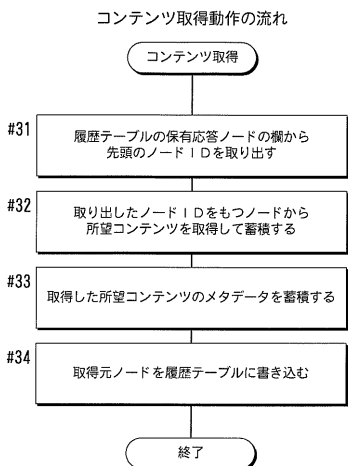 コンテンツ取得動作の流れ
コンテンツ取得
#31
履歴テーブルの保有応答ノードの欄から
先頭のノードＩＤを取り出す
#32
取り出したノードＩＤをもつノードから
所望コンテンツを取得して蓄積する
#33
取得した所望コンテンツのメタデータを蓄積する
#34
取得元ノードを履歴テーブルに書き込む
終了